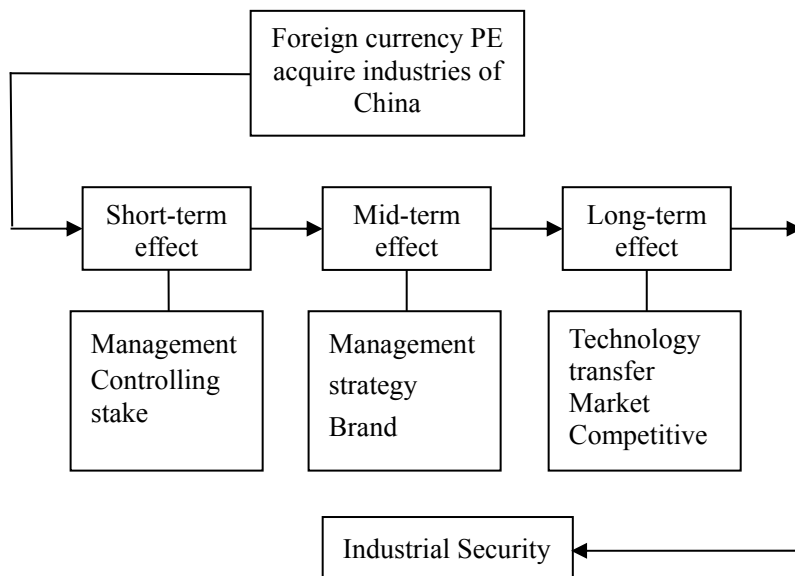 Foreign currency PE
acquire industries of
China
Short-term
effect
Mid-term
effect
Long-term
effect
Management
Controlling
stake
Management
strategy
Brand
Technology
transfer
Market
Competitive
Industrial Security